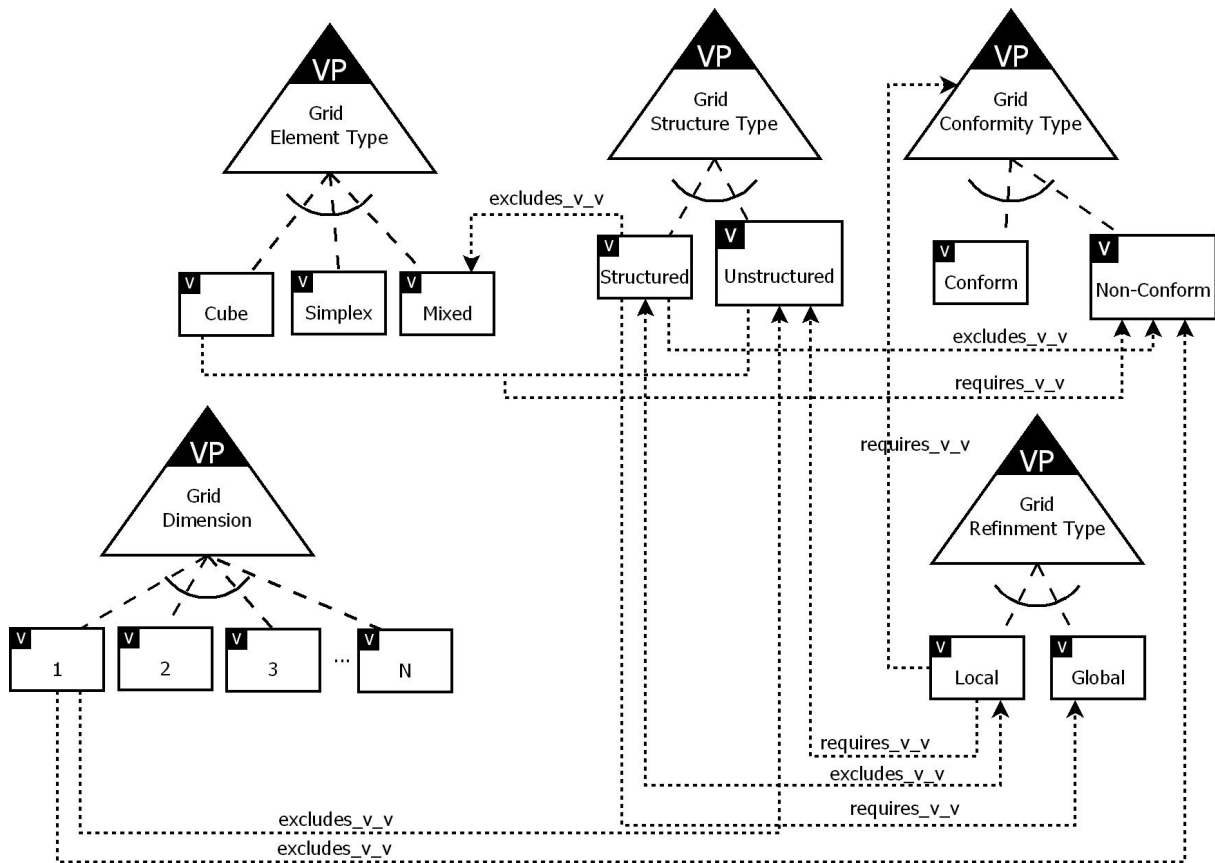 VP
Grid
Element Type
VP
Grid
Structure Type
VP
Grid
Conformity Type
excludes_v_v
V
Cube
V
Simplex
V
Mixed
V
Structured
V
Unstructured
V
Conform
V
Non-Conform
excludes_v_v
requires_v_v
requires_v_v
VP
Grid
Dimension
VP
Grid
Refinment Type
V
1
V
2
V
3
...
V
N
V
Local
V
Global
requires_v_v
excludes_v_v
requires_v_v
excludes_v_v
excludes_v_v